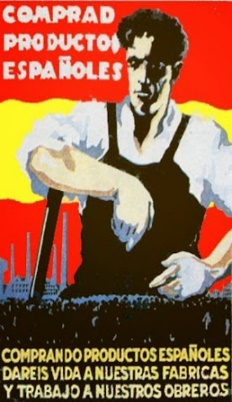 COMPRAD
PRODUCTOS
ESPAÑOLES
COMPRANDO PRODUCTOS ESPAÑOLES
DAREIS VIDA A NUESTRAS FABRICAS
Y TRABAJO A NUESTROS OBREROS